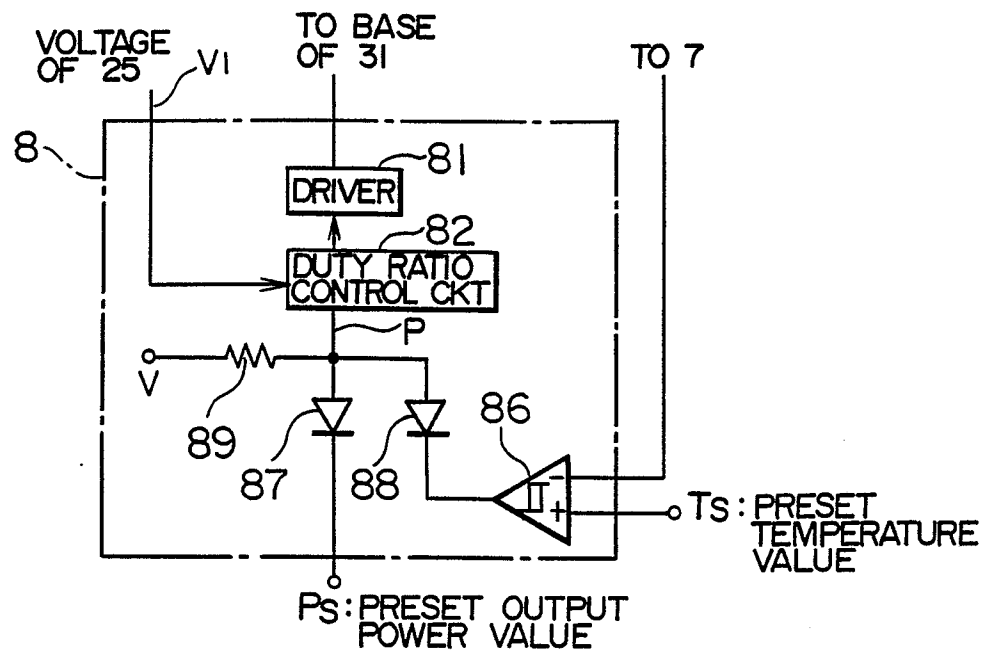 VOLTAGE
OF 25
V1
TO BASE
OF 31
TO 7
8
81
DRIVER
82
DUTY RATIO
CONTROL CKT
P
V
89
87
88
86
-
+
TS : PRESET
TEMPERATURE
VALUE
PS : PRESET OUTPUT
POWER VALUE